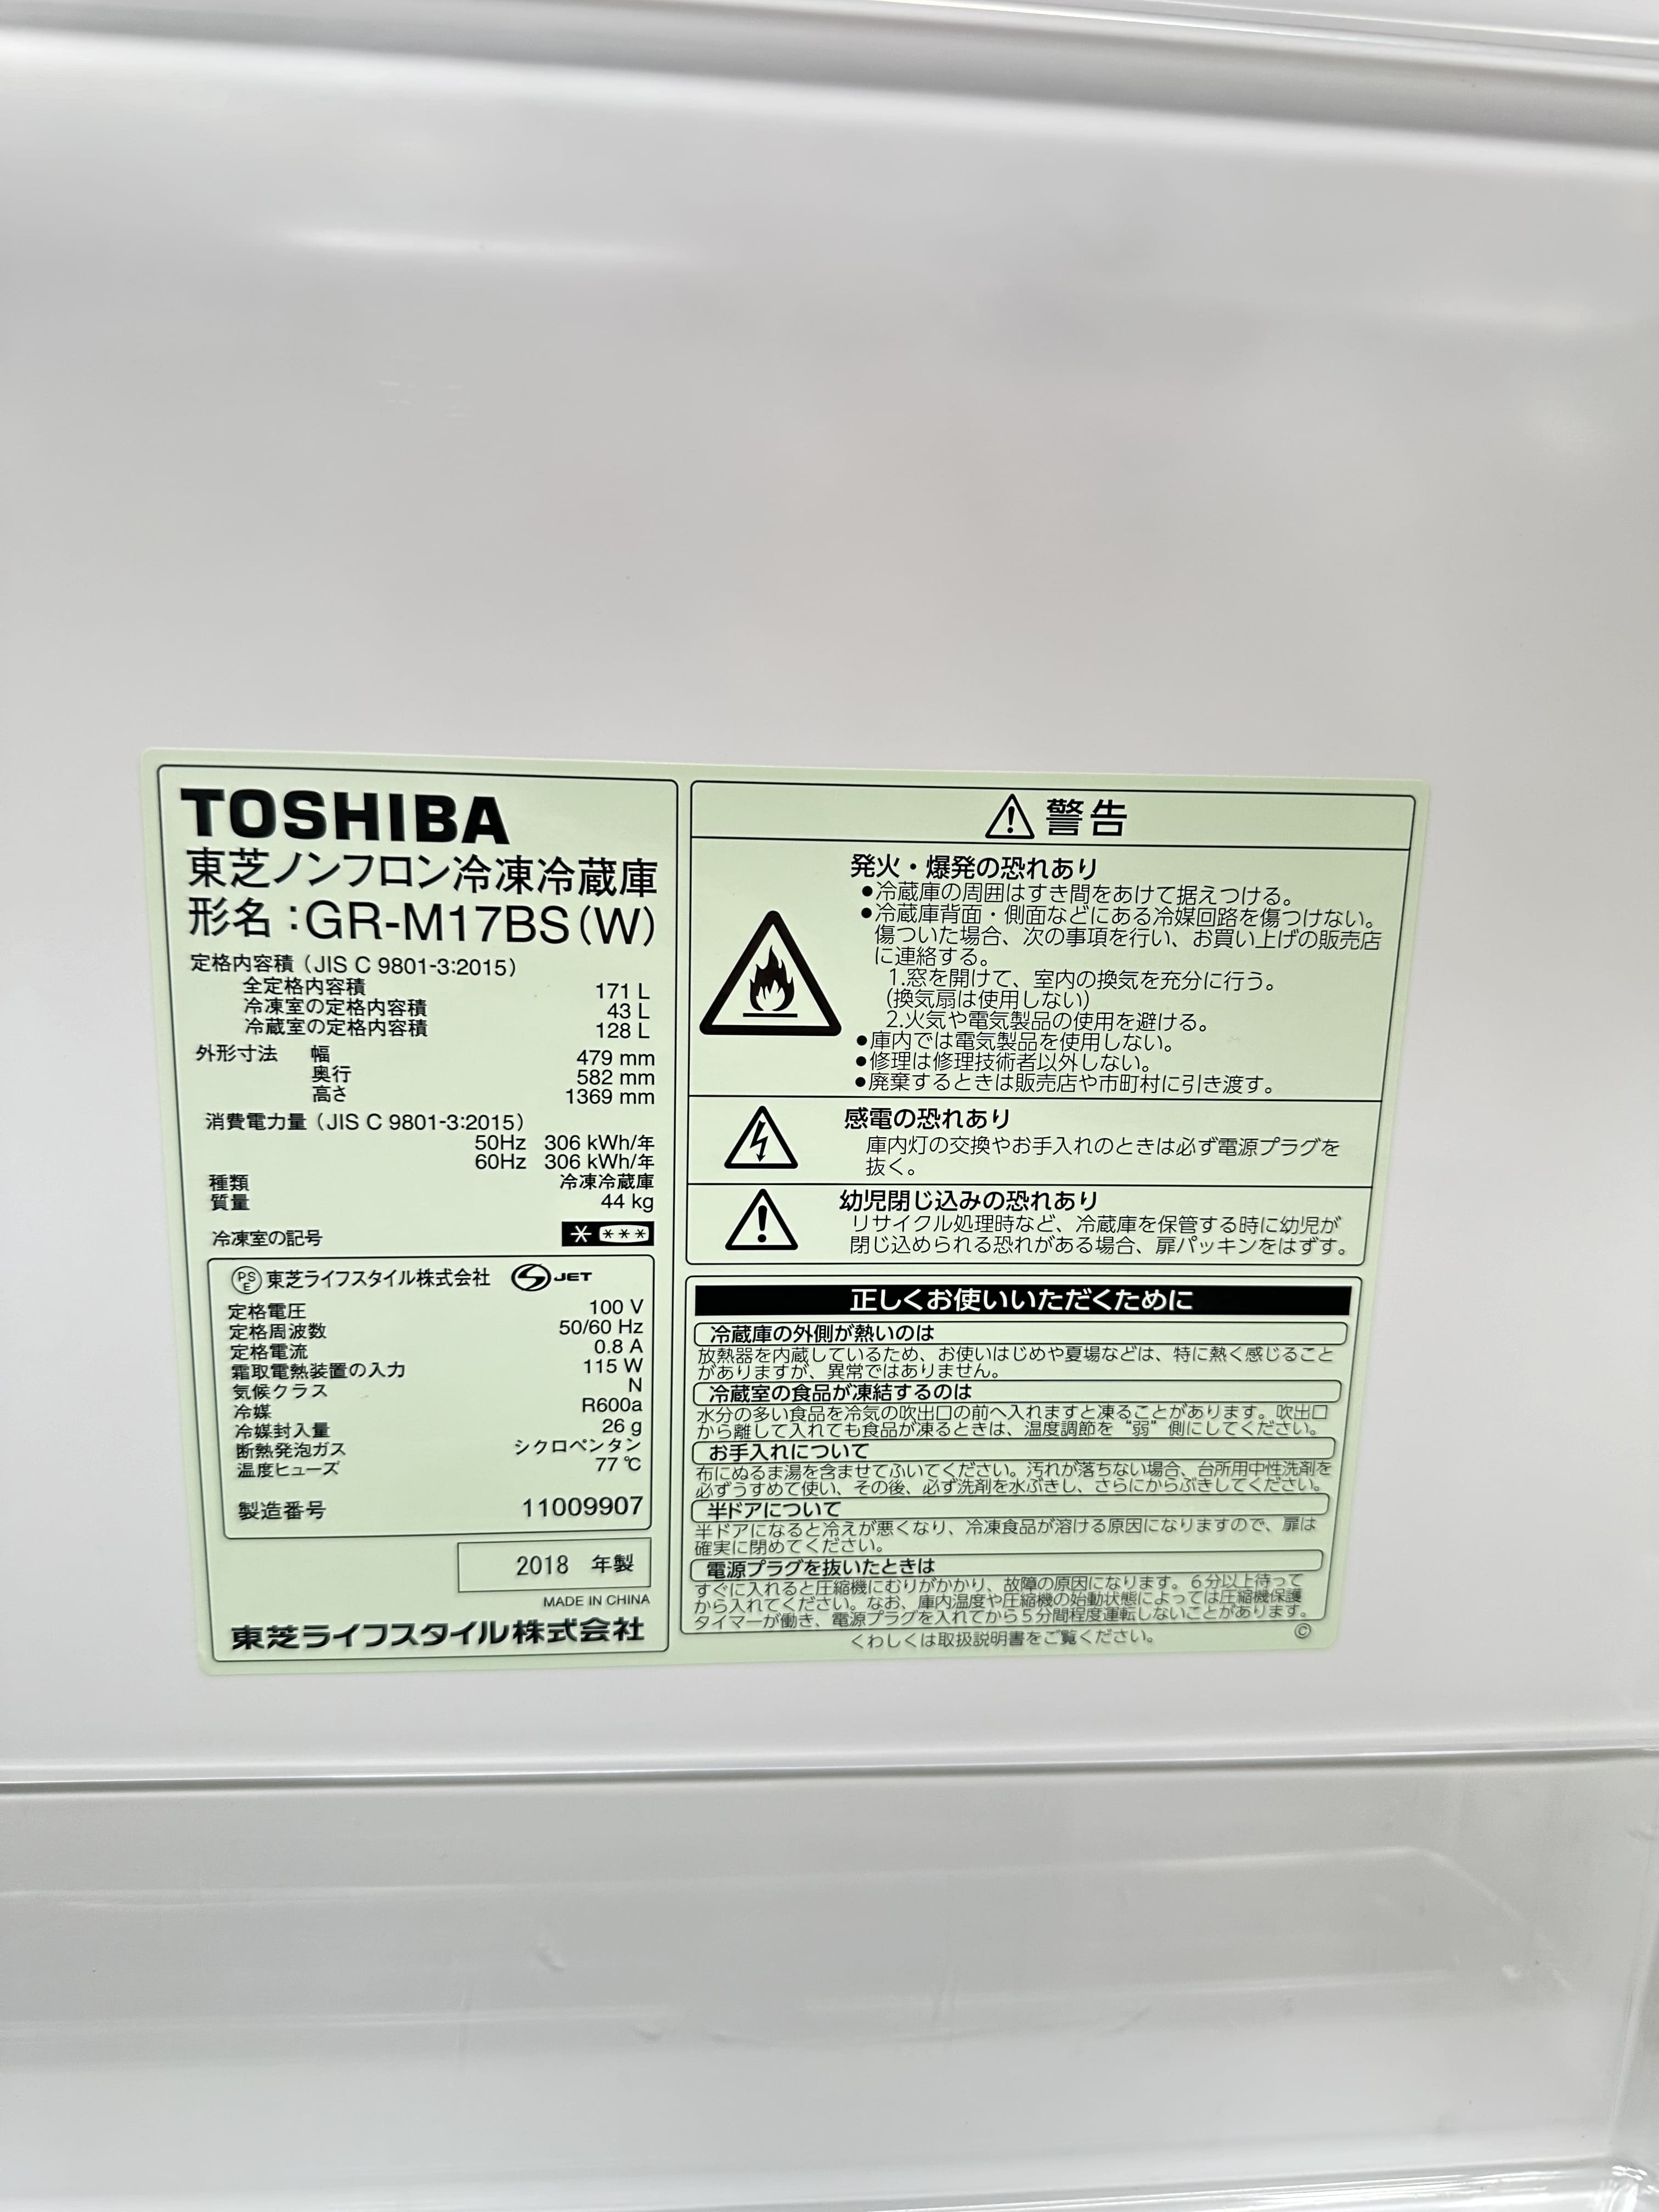 TOSHIBA
東芝ノンフロン冷凍冷蔵庫
形名：GR-M17BS(W)
定格内容積（JIS C 9801-3:2015）
全定格内容積 171 L
冷凍室の定格内容積 43 L
冷蔵室の定格内容積 128 L
外形寸法 幅 479 mm
奥行 582 mm
高さ 1369 mm
消費電力量（JIS C 9801-3:2015）
50Hz 306 kWh/年
60Hz 306 kWh/年
種類 冷凍冷蔵庫
質量 44 kg
冷凍室の記号 * ***
PSE 東芝ライフスタイル株式会社 S JET
定格電圧 100 V
定格周波数 50/60 Hz
定格電流 0.8 A
霜取電熱装置の入力 115 W
気候クラス N
冷媒 R600a
冷媒封入量 26 g
断熱発泡ガス シクロペンタン
温度ヒューズ 77℃
製造番号 11009907
2018 年製
MADE IN CHINA
東芝ライフスタイル株式会社
警告
発火・爆発の恐れあり
●冷蔵庫の周囲はすき間をあけて据えつける。
●冷蔵庫背面・側面などにある冷媒回路を傷つけない。
傷ついた場合、次の事項を行い、お買い上げの販売店
に連絡する。
1.窓を開けて、室内の換気を充分に行う。
(換気扇は使用しない)
2.火気や電気製品の使用を避ける。
●庫内では電気製品を使用しない。
●修理は修理技術者以外しない。
●廃棄するときは販売店や市町村に引き渡す。
感電の恐れあり
庫内灯の交換やお手入れのときは必ず電源プラグを
抜く。
幼児閉じ込みの恐れあり
リサイクル処理時など、冷蔵庫を保管する時に幼児が
閉じ込められる恐れがある場合、扉パッキンをはずす。
正しくお使いいただくために
冷蔵庫の外側が熱いのは
放熱器を内蔵しているため、お使いはじめや夏場などは、特に熱く感じること
がありますが、異常ではありません。
冷蔵室の食品が凍結するのは
水分の多い食品を冷気の吹出口の前へ入れますと凍ることがあります。吹出口
から離して入れても食品が凍るときは、温度調節を“弱”側にしてください。
お手入れについて
布にぬるま湯を含ませてふいてください。汚れが落ちない場合、台所用中性洗剤を
必ずうすめて使い、その後、必ず洗剤を水ぶきし、さらにからぶきしてください。
半ドアについて
半ドアになると冷えが悪くなり、冷凍食品が溶ける原因になりますので、扉は
確実に閉めてください。
電源プラグを抜いたときは
すぐに入れると圧縮機にむりがかかり、故障の原因になります。６分以上待って
から入れてください。なお、庫内温度や圧縮機の始動状態によっては圧縮機保護
タイマーが働き、電源プラグを入れてから５分間程度運転しないことがあります。
くわしくは取扱説明書をご覧ください。
Ⓒ